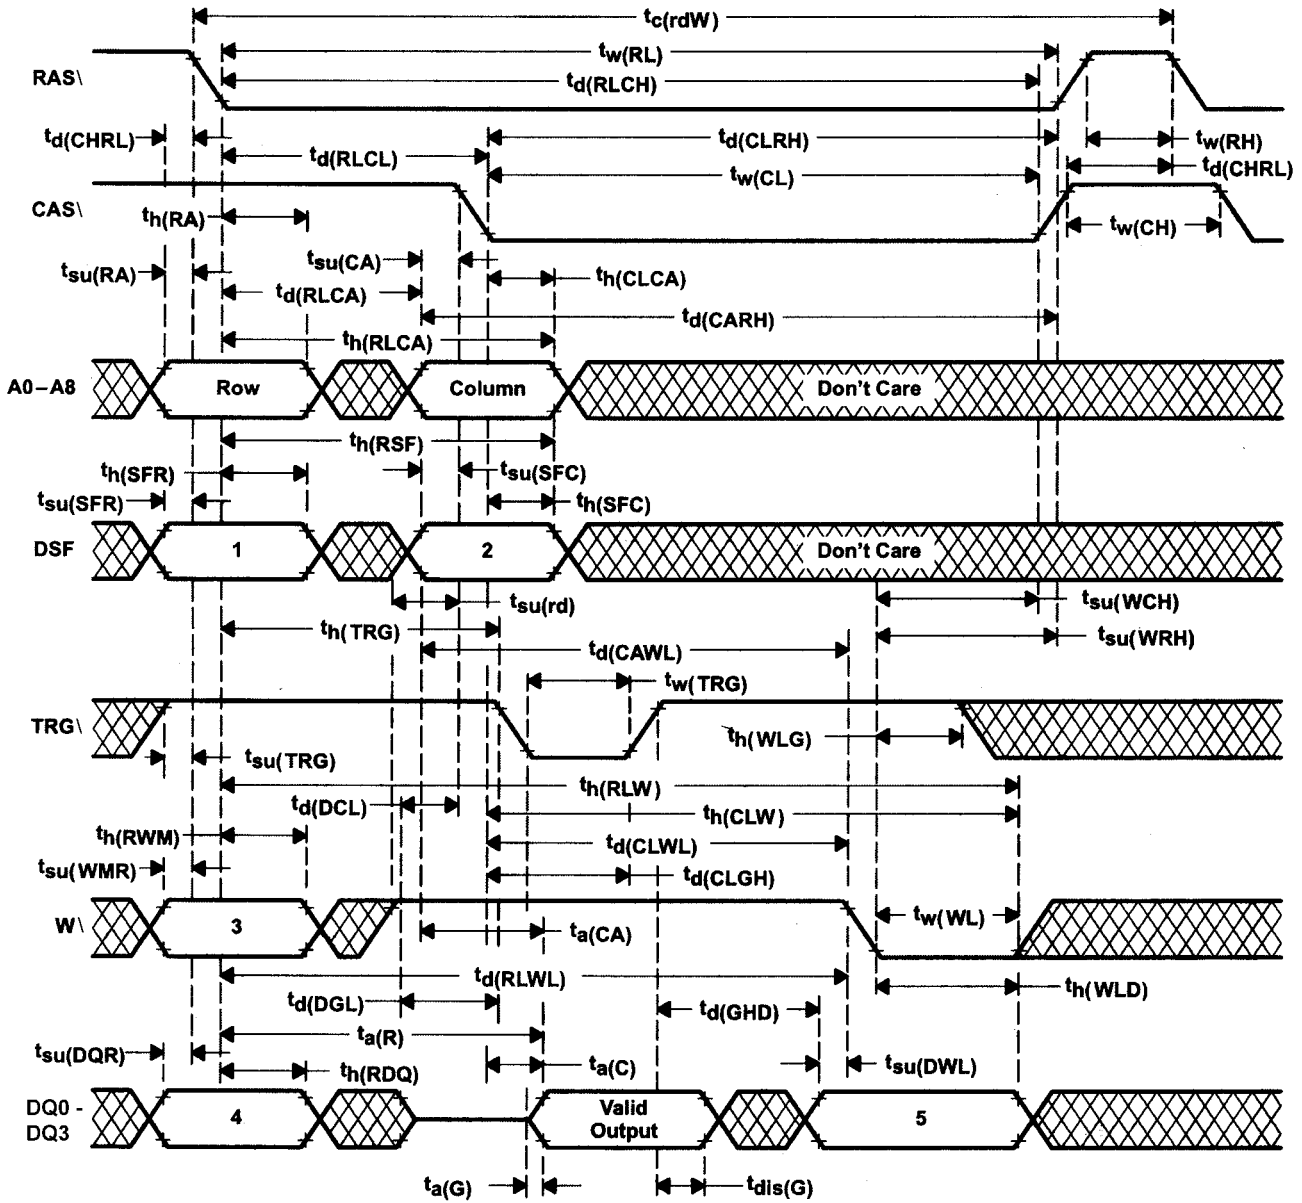 tc(rdW)
tw(RL)
RAS\
td(RLCH)
td(CHRL)
td(CLRH)
tw(RH)
td(RLCL)
td(CHRL)
tw(CL)
CAS\
th(RA)
tw(CH)
tsu(CA)
tsu(RA)
th(CLCA)
td(RLCA)
td(CARH)
th(RLCA)
A0–A8
Row
Column
Don't Care
th(RSF)
th(SFR)
tsu(SFC)
tsu(SFR)
th(SFC)
DSF
1
2
Don't Care
tsu(rd)
tsu(WCH)
th(TRG)
tsu(WRH)
td(CAWL)
tw(TRG)
TRG\
th(WLG)
tsu(TRG)
th(RLW)
td(DCL)
th(CLW)
th(RWM)
td(CLWL)
tsu(WMR)
td(CLGH)
W\
3
tw(WL)
ta(CA)
td(RLWL)
td(DGL)
th(WLD)
td(GHD)
ta(R)
tsu(DQR)
ta(C)
tsu(DWL)
th(RDQ)
DQ0 -
DQ3
4
Valid
Output
5
ta(G)
tdis(G)